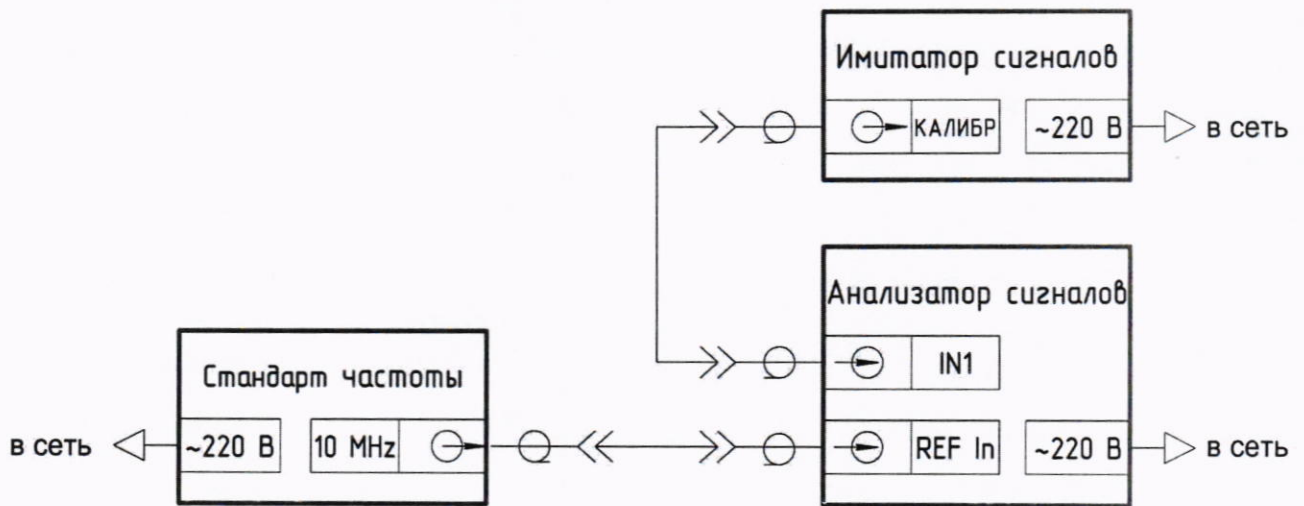 Имитатор сигналов
КАЛИБР
~220 В
в сеть
Анализатор сигналов
IN1
Стандарт частоты
в сеть
~220 В
10 MHz
REF In
~220 В
в сеть